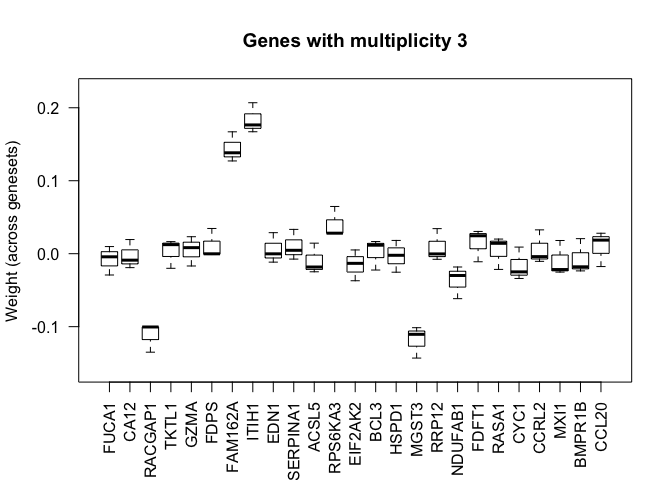 Genes with multiplicity 3
Weight (across genesets)
0.2
0.1
0.0
-0.1
FUCA1
CA12
RACGAP1
TKTL1
GZMA
FDPS
FAM162A
ITIH1
EDN1
SERPINA1
ACSL5
RPS6KA3
EIF2AK2
BCL3
HSPD1
MGST3
RRP12
NDUFAB1
FDFT1
RASA1
CYC1
CCRL2
MXI1
BMPR1B
CCL20